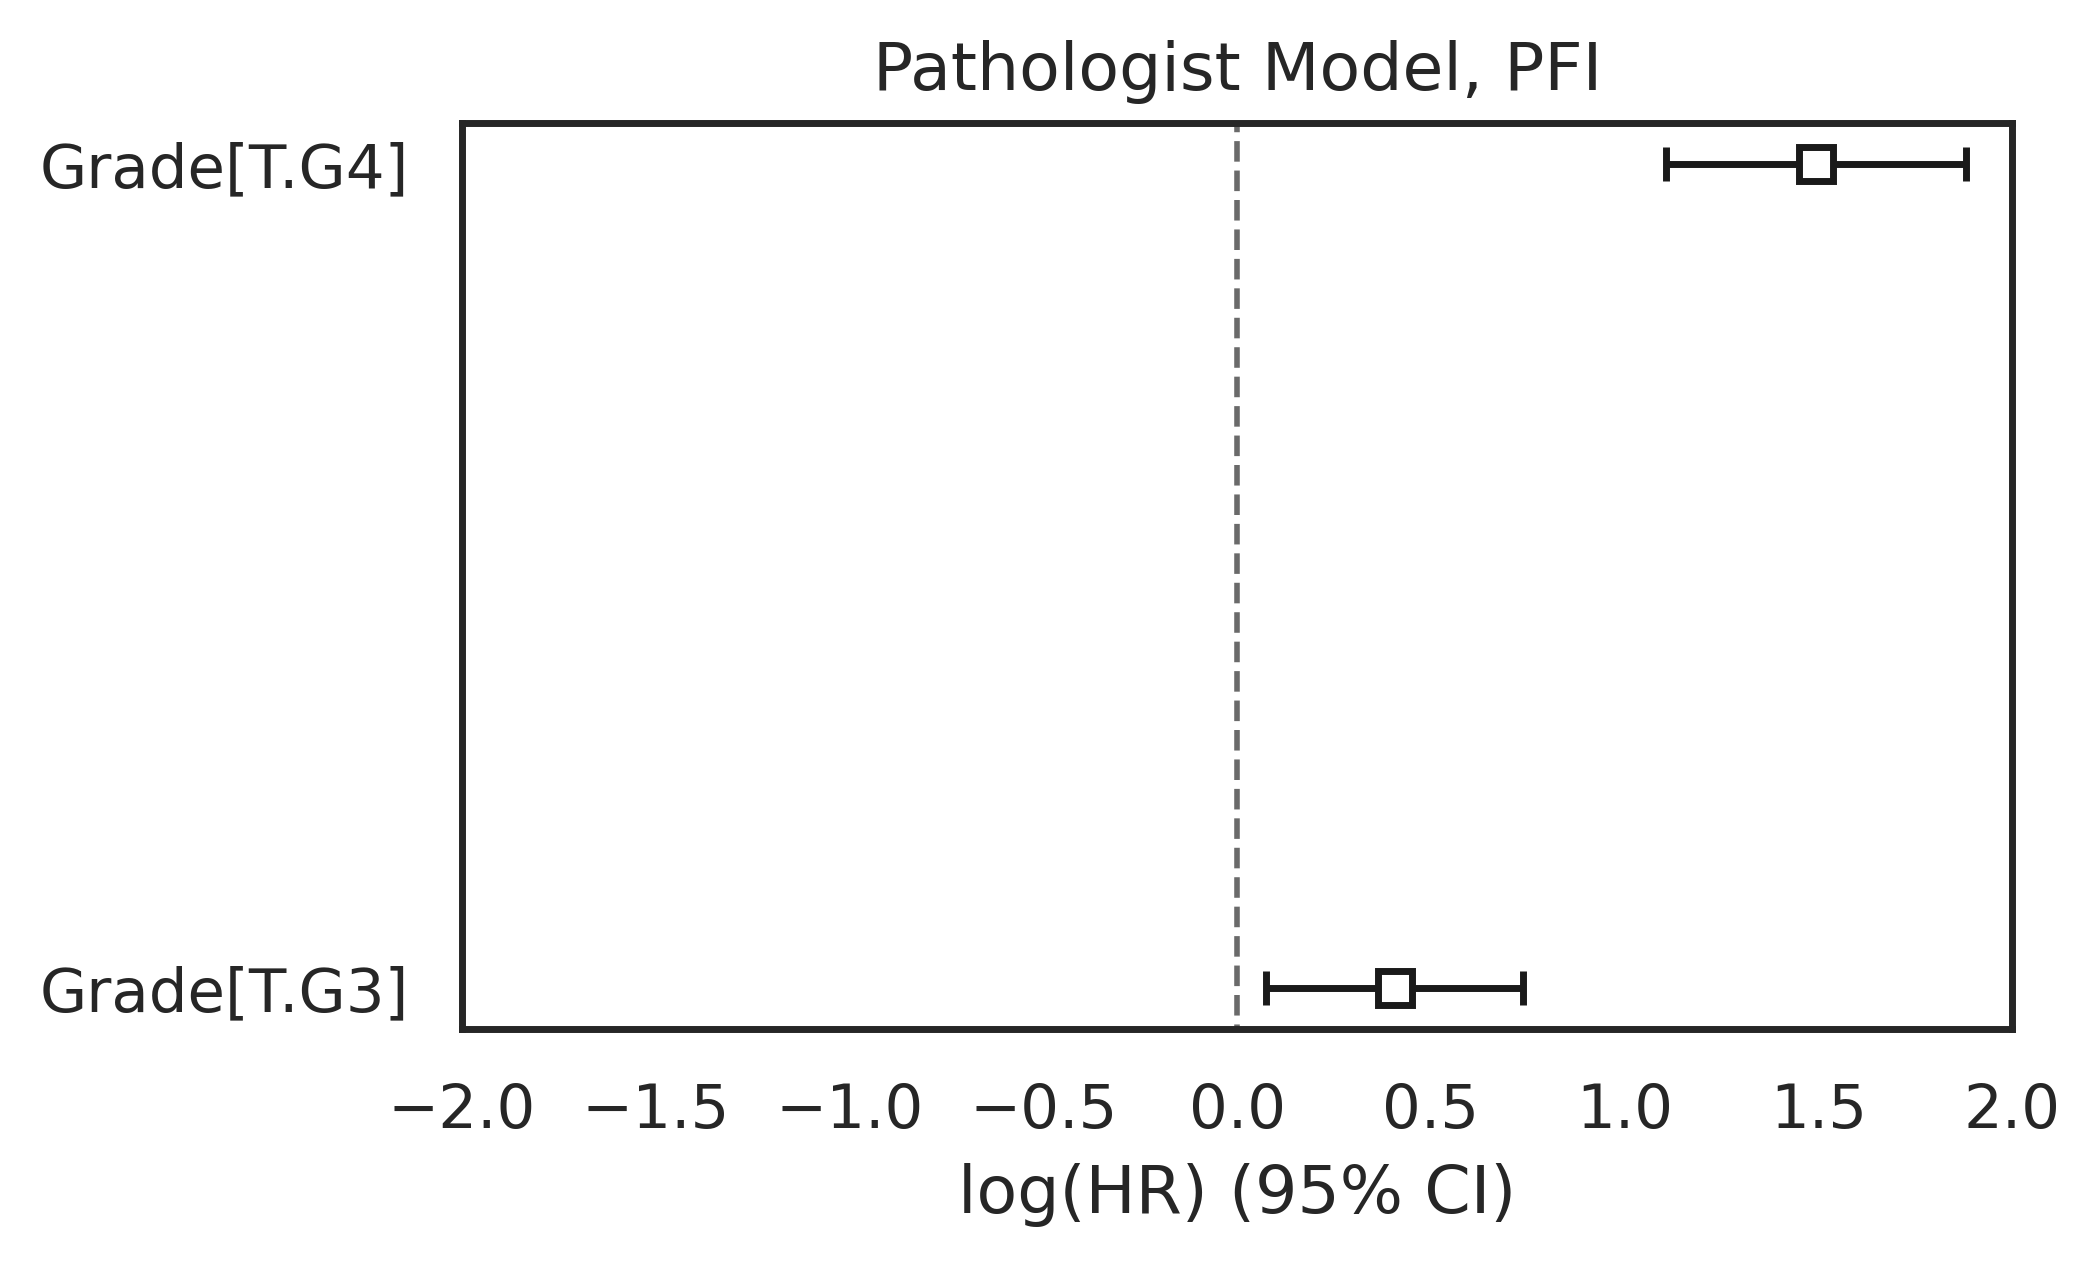 Pathologist Model, PFI
Grade[T.G4]
Grade[T.G3]
−2.0 −1.5 −1.0 −0.5 0.0 0.5 1.0 1.5 2.0
log(HR) (95% CI)